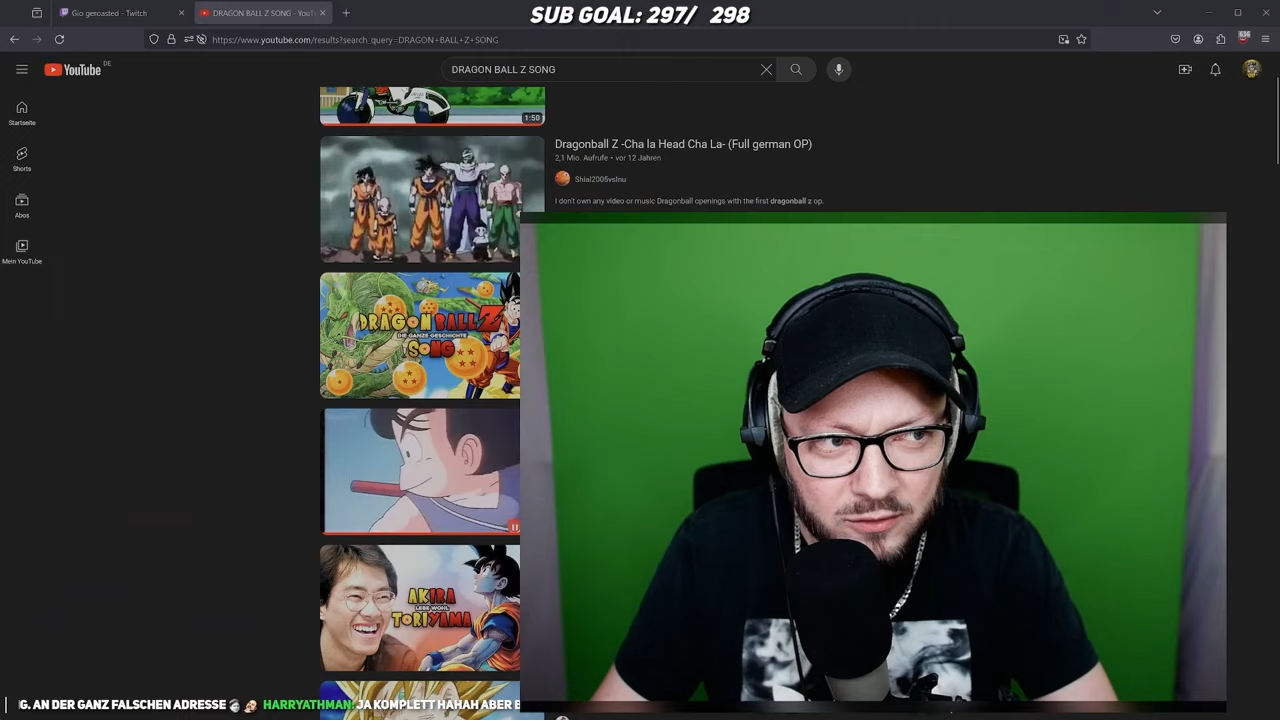 SUB GOAL: 297/ 298
Gio gercasted - Twitch
DRAGON BALL Z SONG - YouT
https://www.youtube.com/results?search_query=DRAGON+BALL+Z+SONG
YouTube DE
DRAGON BALL Z SONG
Startseite
Shorts
Abos
Mein YouTube
1:50
Dragonball Z -Cha la Head Cha La- (Full german OP)
2,1 Mio. Aufrufe • vor 12 Jahren
Shial2005vsInu
I don't own any video or music Dragonball openings with the first dragonball z op.
DRAGONBALL Z
DIE GANZE GESCHICHTE
SONG
AKIRA
LEBE WOHL
TORIYAMA
G. AN DER GANZ FALSCHEN ADRESSE HARRYATHMAN: JA KOMPLETT HAHAH ABER E